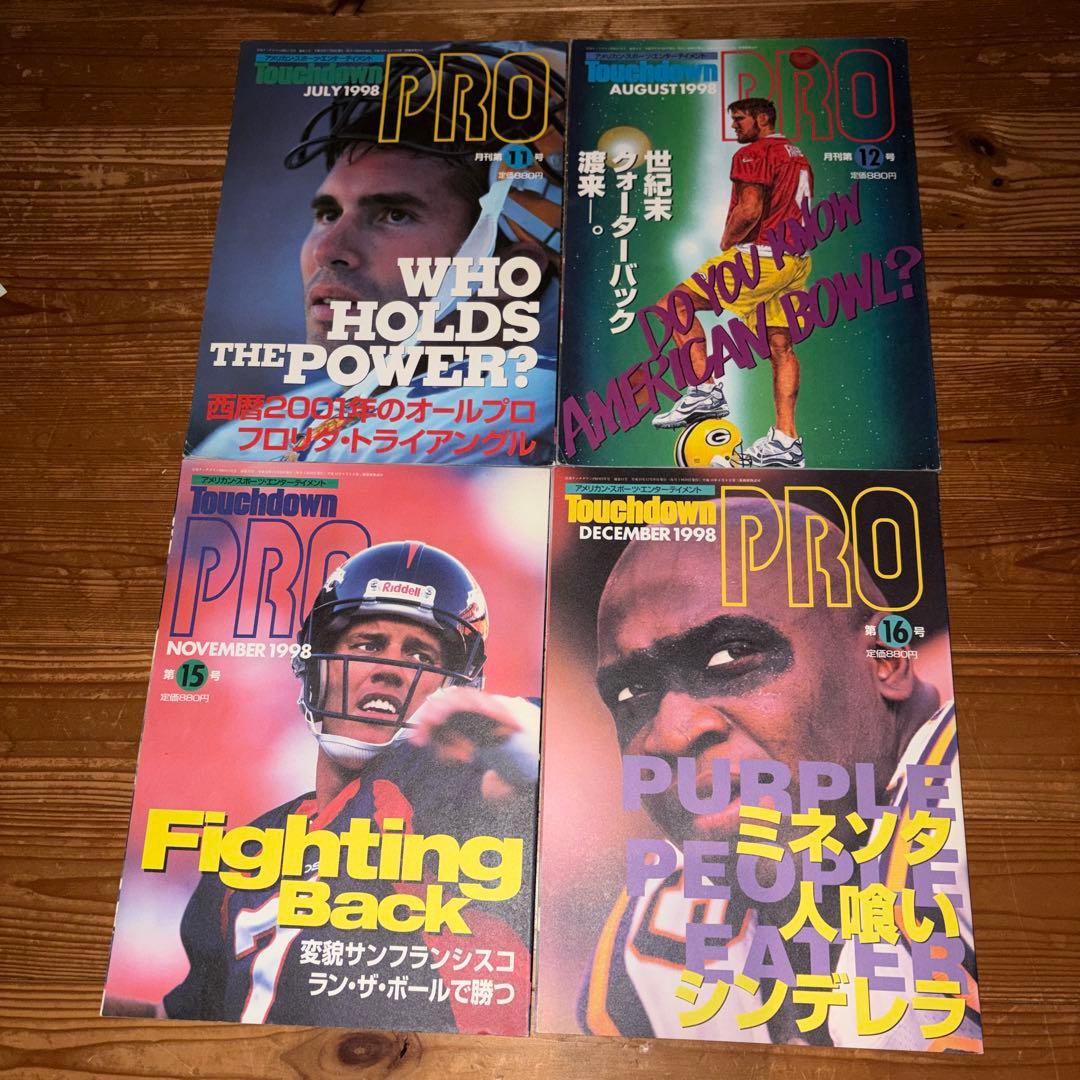 アメリカン・スポーツ・エンターテイメント
Touchdown
PRO
JULY 1998
月刊第11号
定価880円
WHO
HOLDS
THE POWER?
西暦2001年のオールプロ
フロリダ・トライアングル
アメリカン・スポーツ・エンターテイメント
Touchdown
PRO
AUGUST 1998
月刊第12号
定価880円
世紀末
クォーターバック
渡来―。
4
DO YOU KNOW
AMERICAN BOWL?
G
アメリカン・スポーツ・エンターテイメント
Touchdown
PRO
NOVEMBER 1998
第15号
定価880円
Riddell
7
Fighting
Back
変貌サンフランシスコ
ラン・ザ・ボールで勝つ
アメリカン・スポーツ・エンターテイメント
Touchdown
PRO
DECEMBER 1998
第16号
定価880円
PURPLE
PEOPLE
EATER
ミネソタ
人喰い
シンデレラ